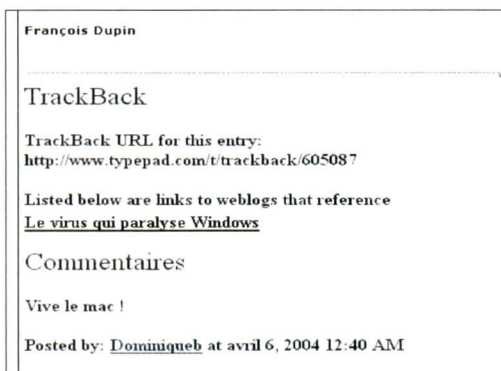 François Dupin
TrackBack
TrackBack URL for this entry:
http://www.typepad.com/t/trackback/605087
Listed below are links to weblogs that reference
Le virus qui paralyse Windows
Commentaires
Vive le mac !
Posted by: Dominiqueb at avril 6, 2004 12:40 AM